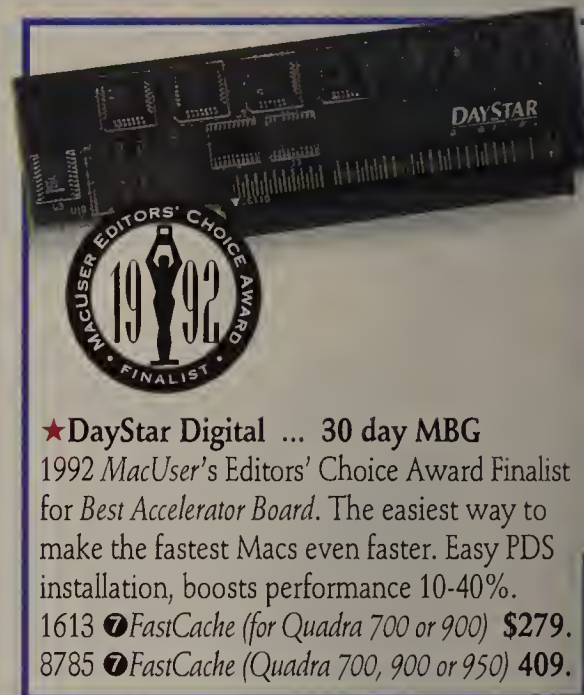 DAYSTAR
MACUSER EDITORS' CHOICE AWARD
1992
• FINALIST •
★DayStar Digital ... 30 day MBG
1992 MacUser's Editors' Choice Award Finalist
for Best Accelerator Board. The easiest way to
make the fastest Macs even faster. Easy PDS
installation, boosts performance 10-40%.
1613 ❼FastCache (for Quadra 700 or 900) $279.
8785 ❼FastCache (Quadra 700, 900 or 950) 409.